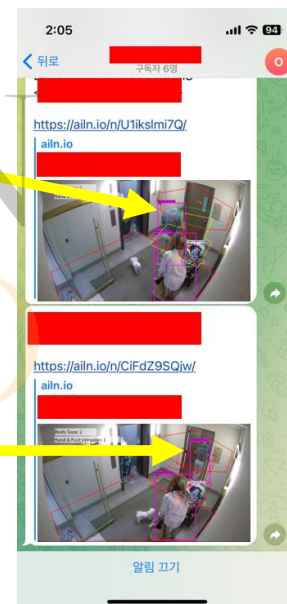 2:05
94
뒤로
구독자 6명
https://ailn.io/n/U1ikslmi7Q/
ailn.io
https://ailn.io/n/CiFdZ9SQjw/
ailn.io
Body Gaze: 2
Hand & Foot Intrusion: 1
알림 끄기